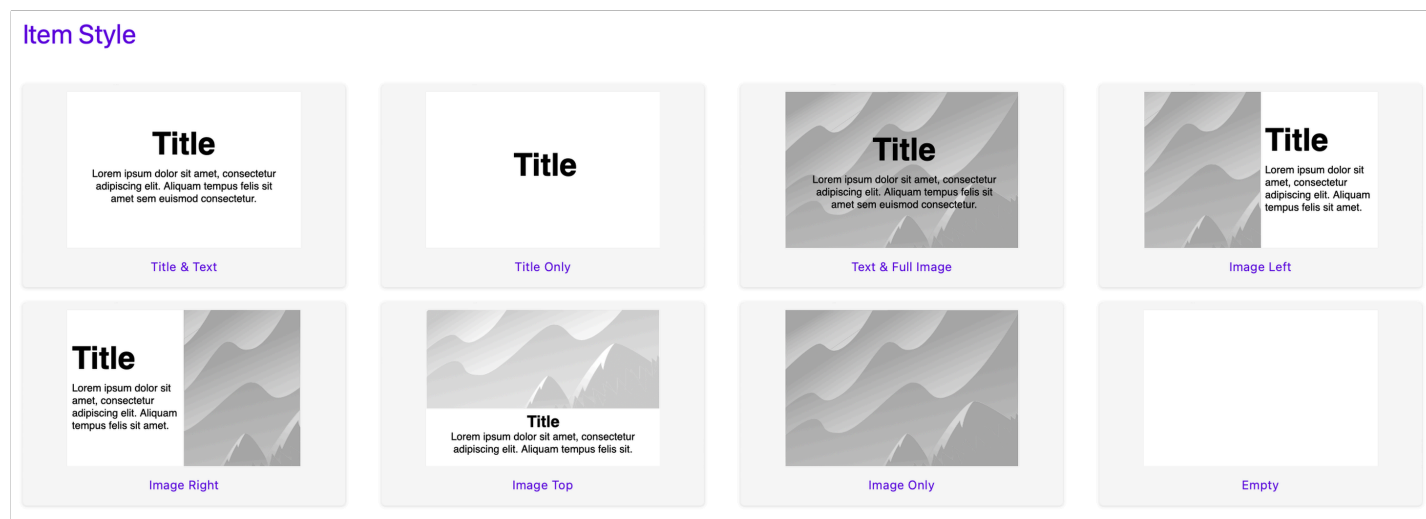 Item Style
Title
Lorem ipsum dolor sit amet, consectetur
adipiscing elit. Aliquam tempus felis sit
amet sem euismod consectetur.
Title & Text
Title
Title Only
Title
Lorem ipsum dolor sit amet, consectetur
adipiscing elit. Aliquam tempus felis sit
amet sem euismod consectetur.
Text & Full Image
Title
Lorem ipsum dolor sit
amet, consectetur
adipiscing elit. Aliquam
tempus felis sit amet.
Image Left
Title
Lorem ipsum dolor sit
amet, consectetur
adipiscing elit. Aliquam
tempus felis sit amet.
Image Right
Title
Lorem ipsum dolor sit amet, consectetur
adipiscing elit. Aliquam tempus felis sit.
Image Top
Image Only
Empty